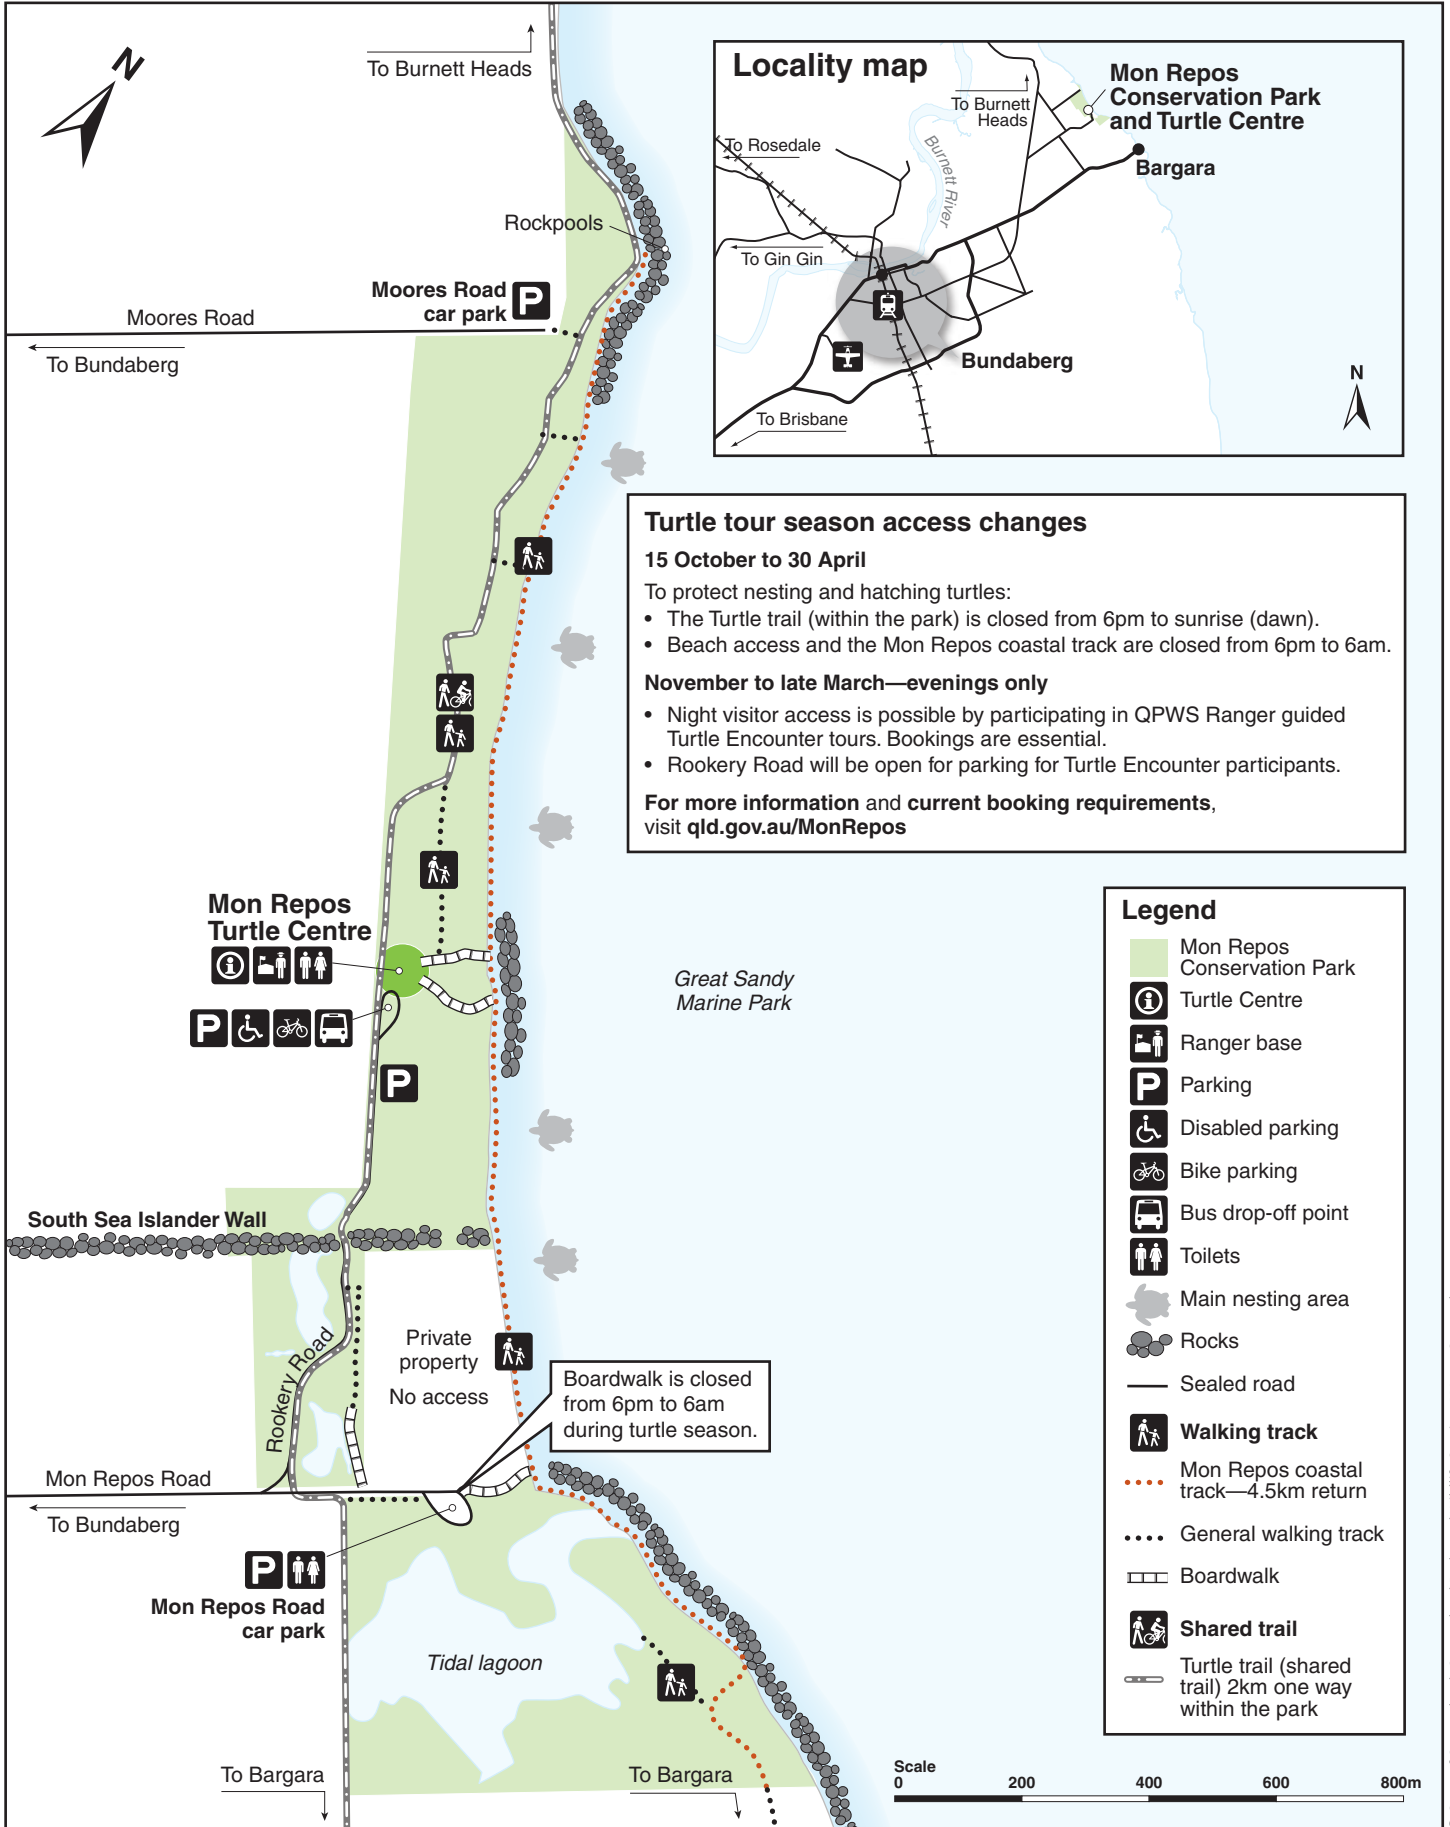 N
To Burnett Heads
Rockpools
Moores Road
car park
P
Moores Road
To Bundaberg
Locality map
Mon Repos
Conservation Park
and Turtle Centre
To Burnett
Heads
To Rosedale
Burnett River
Bargara
To Gin Gin
Bundaberg
N
To Brisbane
Turtle tour season access changes
15 October to 30 April
To protect nesting and hatching turtles:
• The Turtle trail (within the park) is closed from 6pm to sunrise (dawn).
• Beach access and the Mon Repos coastal track are closed from 6pm to 6am.
November to late March—evenings only
• Night visitor access is possible by participating in QPWS Ranger guided
Turtle Encounter tours. Bookings are essential.
• Rookery Road will be open for parking for Turtle Encounter participants.
For more information and current booking requirements,
visit qld.gov.au/MonRepos
Mon Repos
Turtle Centre
P
P
Great Sandy
Marine Park
South Sea Islander Wall
Private
property
No access
Rookery Road
Boardwalk is closed
from 6pm to 6am
during turtle season.
Mon Repos Road
To Bundaberg
P
Mon Repos Road
car park
Tidal lagoon
To Bargara
To Bargara
Legend
Mon Repos
Conservation Park
Turtle Centre
Ranger base
P
Parking
Disabled parking
Bike parking
Bus drop-off point
Toilets
Main nesting area
Rocks
Sealed road
Walking track
Mon Repos coastal
track—4.5km return
General walking track
Boardwalk
Shared trail
Turtle trail (shared
trail) 2km one way
within the park
Scale
0 200 400 600 800m